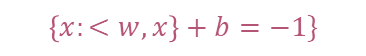 {x: < w, x} + b = −1}